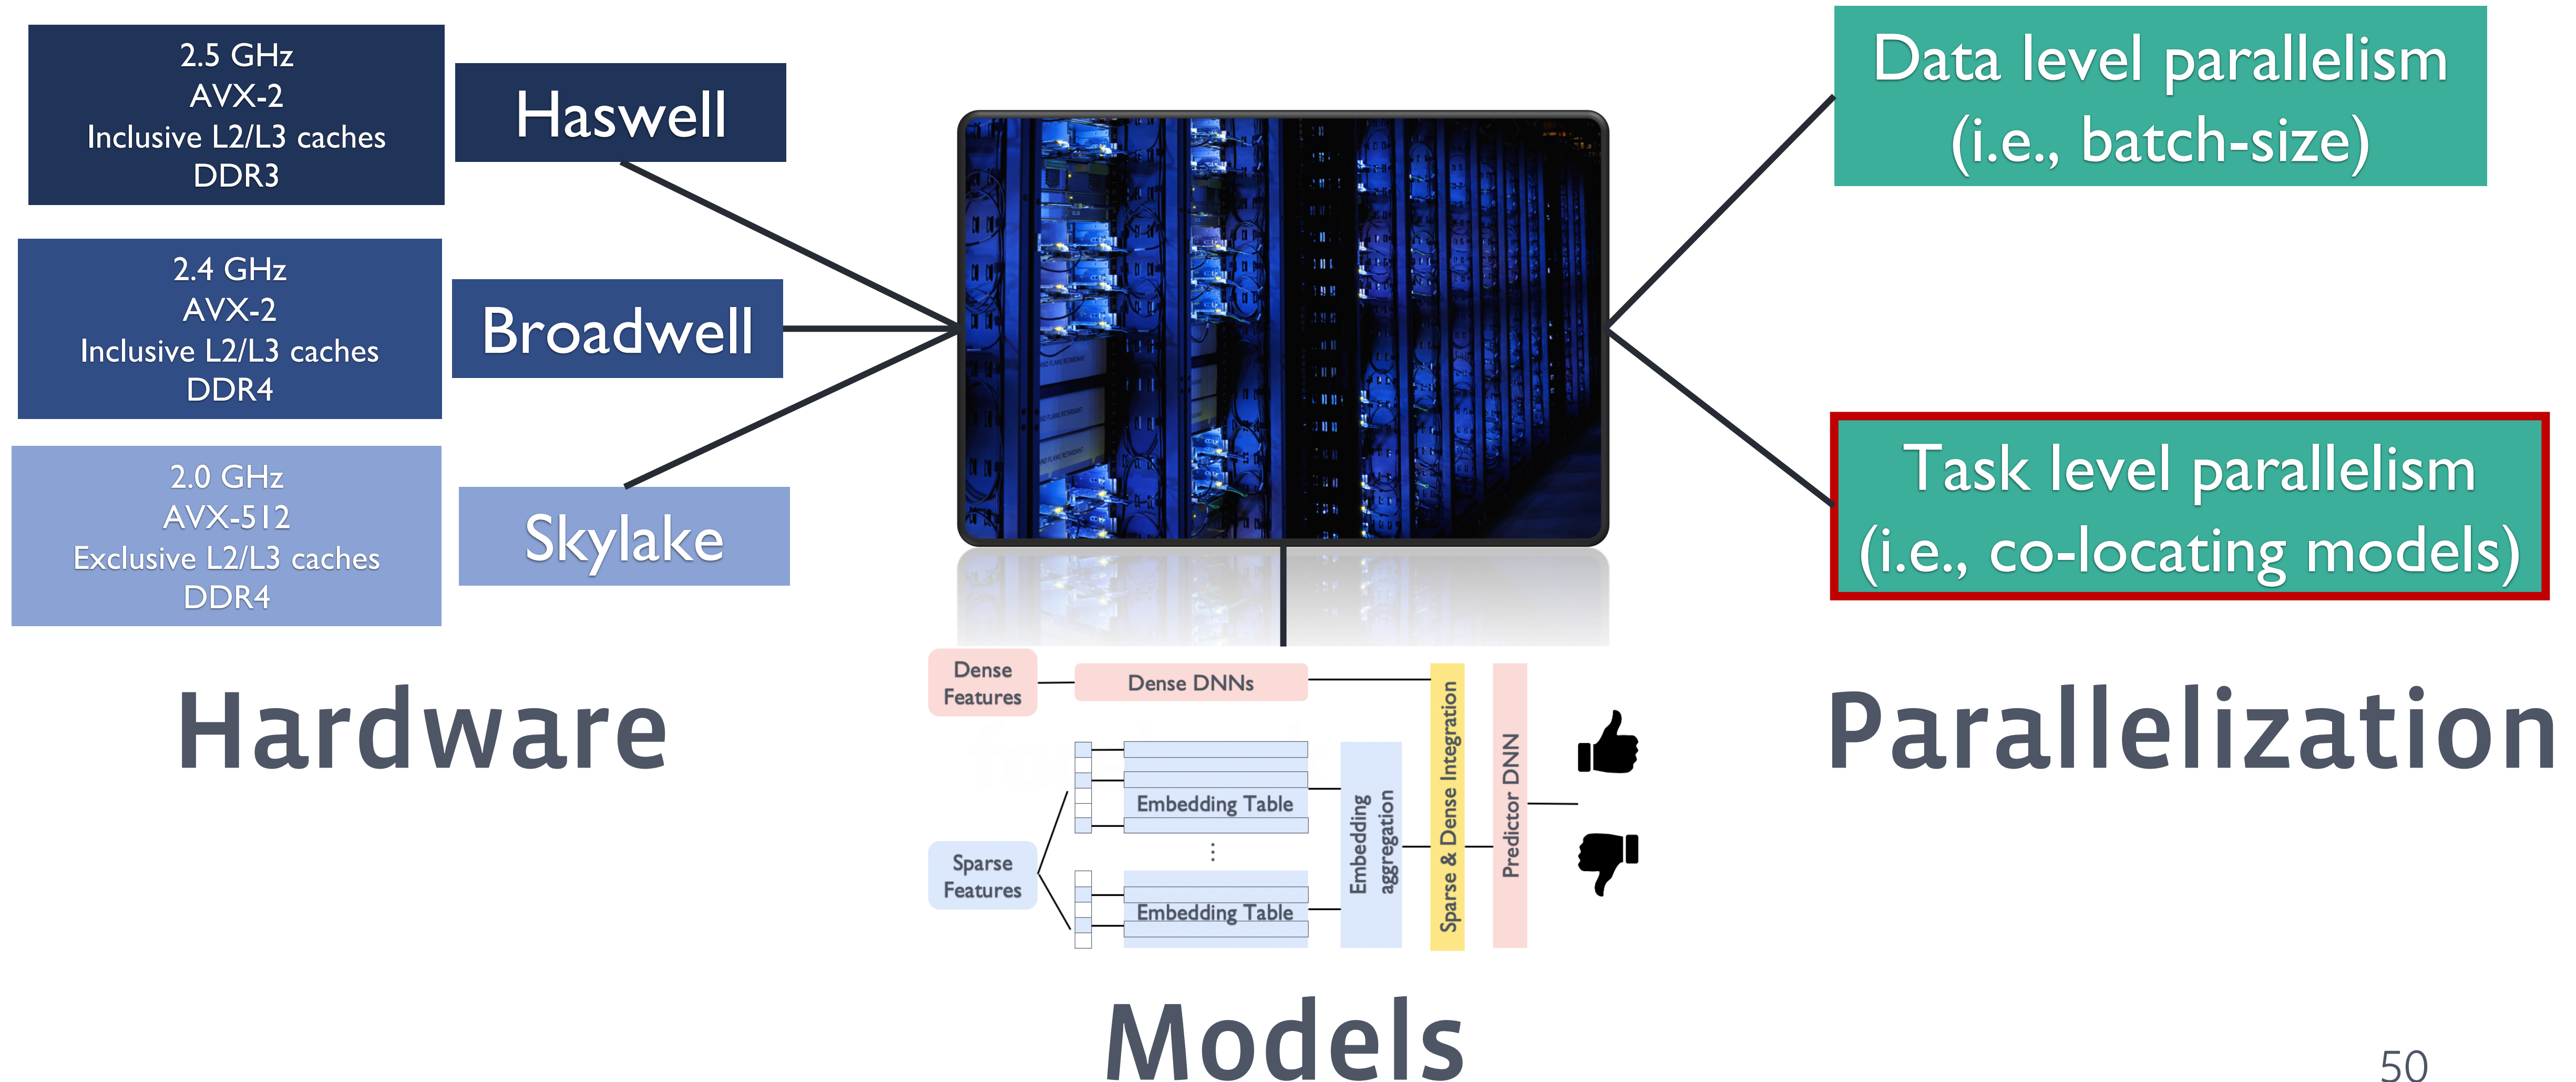 2.5 GHz
AVX-2
Inclusive L2/L3 caches
DDR3
Haswell
2.4 GHz
AVX-2
Inclusive L2/L3 caches
DDR4
Broadwell
2.0 GHz
AVX-512
Exclusive L2/L3 caches
DDR4
Skylake
Hardware
Dense
Features
Dense DNNs
Sparse
Features
Embedding Table
⋮
Embedding Table
Embedding
aggregation
Sparse & Dense Integration
Predictor DNN
Models
Data level parallelism
(i.e., batch-size)
Task level parallelism
(i.e., co-locating models)
Parallelization
50